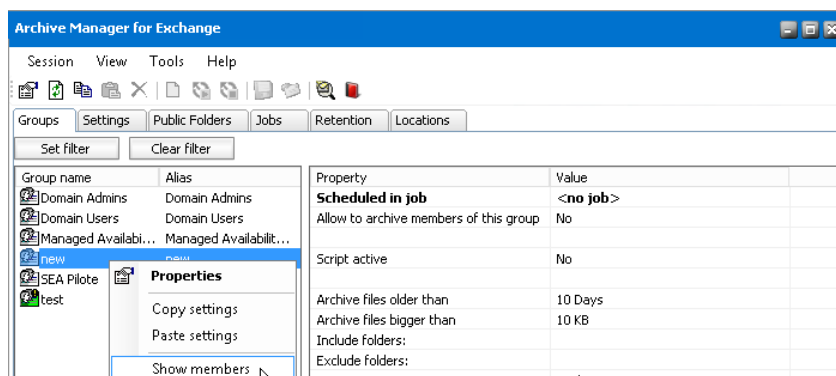 Archive Manager for Exchange
Session View Tools Help
Groups Settings Public Folders Jobs Retention Locations
Set filter Clear filter
Group name Alias Property Value
Domain Admins Domain Admins Scheduled in job <no job>
Domain Users Domain Users Allow to archive members of this group No
Managed Availabi... Managed Availabilit...
new new Script active No
SEA Pilote Properties
test Copy settings Archive files older than 10 Days
Archive files bigger than 10 KB
Paste settings Include folders:
Show members Exclude folders: